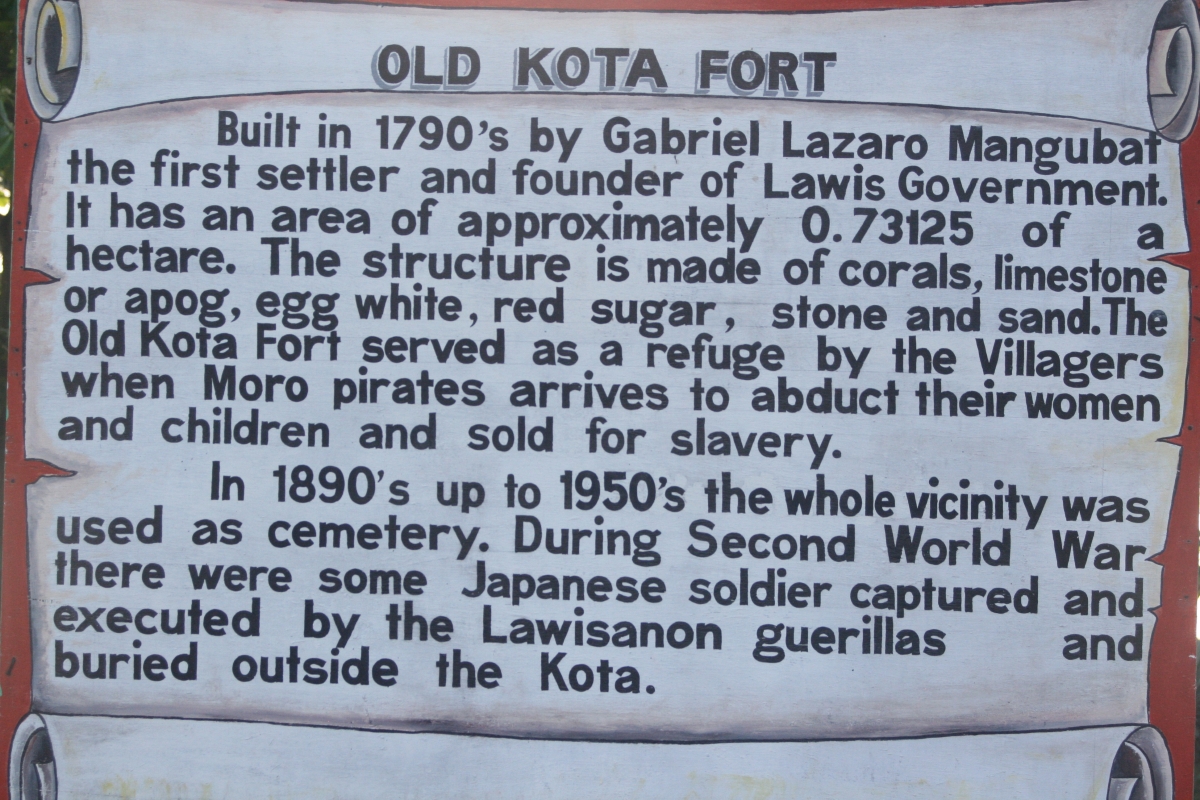 OLD KOTA FORT
Built in 1790's by Gabriel Lazaro Mangubat
the first settler and founder of Lawis Government.
It has an area of approximately 0.73125 of a
hectare. The structure is made of corals, limestone
or apog, egg white, red sugar, stone and sand. The
Old Kota Fort served as a refuge by the Villagers
when Moro pirates arrives to abduct their women
and children and sold for slavery.
In 1890's up to 1950's the whole vicinity was
used as cemetery. During Second World War
there were some Japanese soldier captured and
executed by the Lawisanon guerillas and
buried outside the Kota.